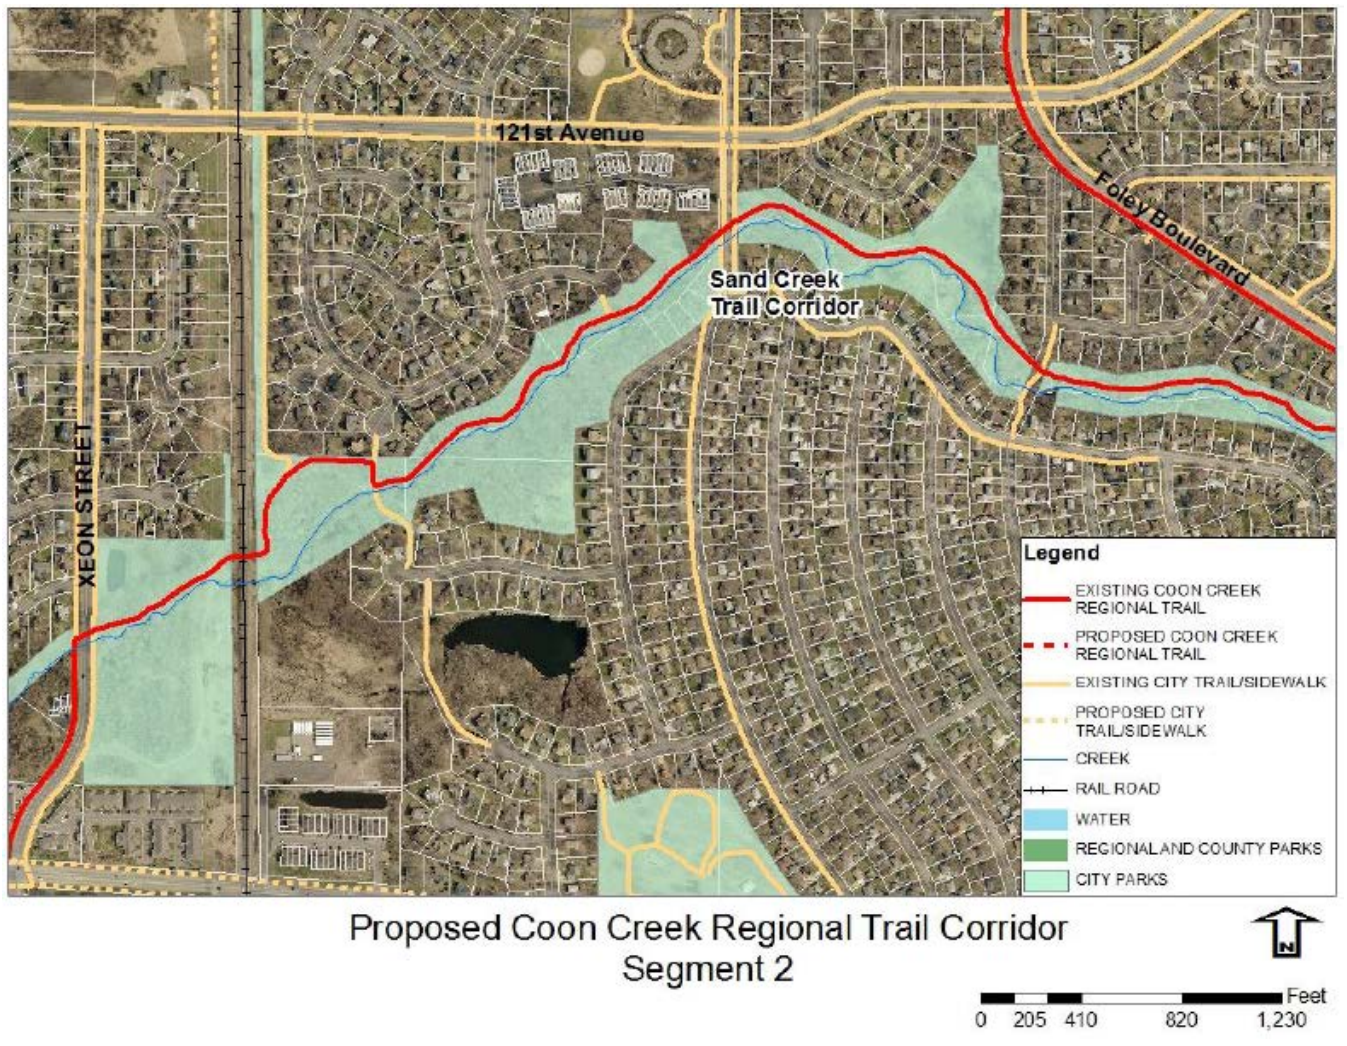 121st Avenue
Foley Boulevard
Sand Creek
Trail Corridor
XEON STREET
Legend
EXISTING COON CREEK
REGIONAL TRAIL
PROPOSED COON CREEK
REGIONAL TRAIL
EXISTING CITY TRAIL/SIDEWALK
PROPOSED CITY
TRAIL/SIDEWALK
CREEK
RAIL ROAD
WATER
REGIONAL AND COUNTY PARKS
CITY PARKS
Proposed Coon Creek Regional Trail Corridor
Segment 2
N
Feet
0 205 410 820 1,230